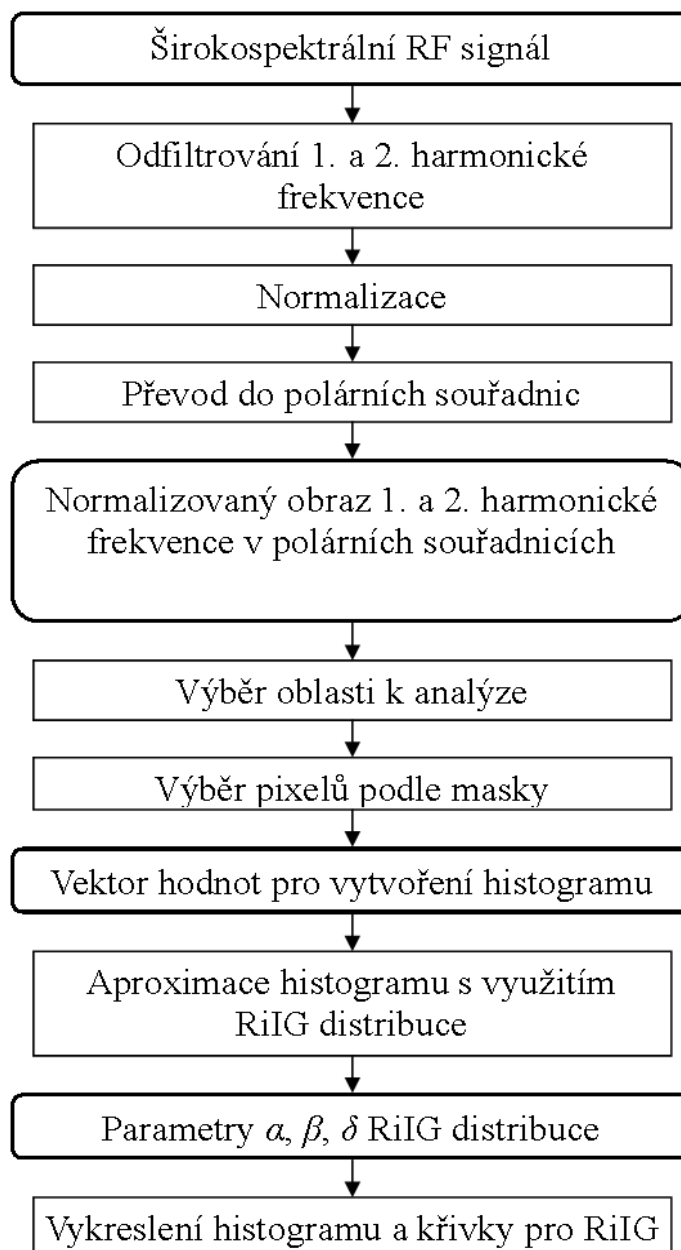 Širokospektrální RF signál
Odfiltrování 1. a 2. harmonické
frekvence
Normalizace
Převod do polárních souřadnic
Normalizovaný obraz 1. a 2. harmonické
frekvence v polárních souřadnicích
Výběr oblasti k analýze
Výběr pixelů podle masky
Vektor hodnot pro vytvoření histogramu
Aproximace histogramu s využitím
RiIG distribuce
Parametry α, β, δ RiIG distribuce
Vykreslení histogramu a křivky pro RiIG